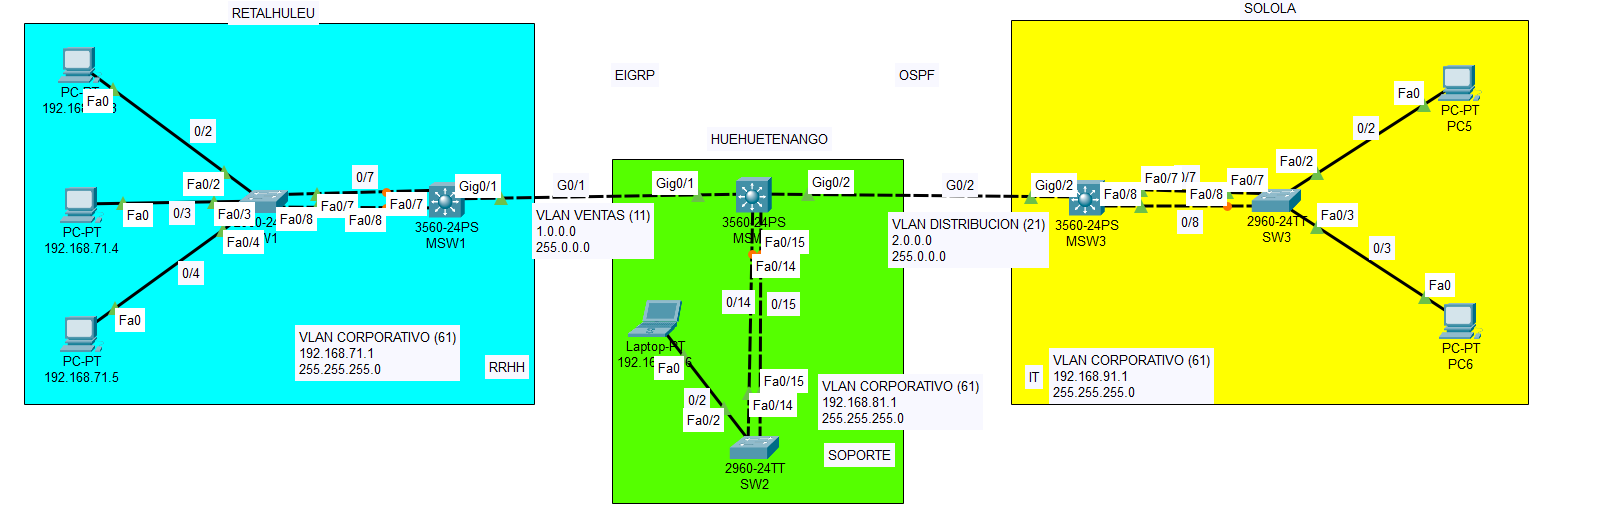 RETALHULEU
SOLOLA
EIGRP
OSPF
HUEHUETENANGO
PC-PT
Fa0
0/2
Fa0/2
PC-PT
192.168.71.4
Fa0
0/3
Fa0/3
Fa0/4
0/4
PC-PT
192.168.71.5
Fa0
0/7
Fa0/7
Fa0/7
Fa0/8
Fa0/8
3560-24PS
MSW1
Gig0/1
G0/1
VLAN CORPORATIVO (61)
192.168.71.1
255.255.255.0
RRHH
VLAN VENTAS (11)
1.0.0.0
255.0.0.0
Gig0/1
Gig0/2
3560-24PS
Fa0/15
Fa0/14
0/14
0/15
Laptop-PT
Fa0
0/2
Fa0/2
Fa0/15
Fa0/14
2960-24TT
SW2
VLAN CORPORATIVO (61)
192.168.81.1
255.255.255.0
SOPORTE
G0/2
VLAN DISTRIBUCION (21)
2.0.0.0
255.0.0.0
Gig0/2
3560-24PS
MSW3
Fa0/8
Fa0/7
Fa0/8
Fa0/7
0/8
2960-24TT
SW3
Fa0/2
0/2
Fa0
PC-PT
PC5
Fa0/3
0/3
Fa0
PC-PT
PC6
VLAN CORPORATIVO (61)
192.168.91.1
255.255.255.0
IT